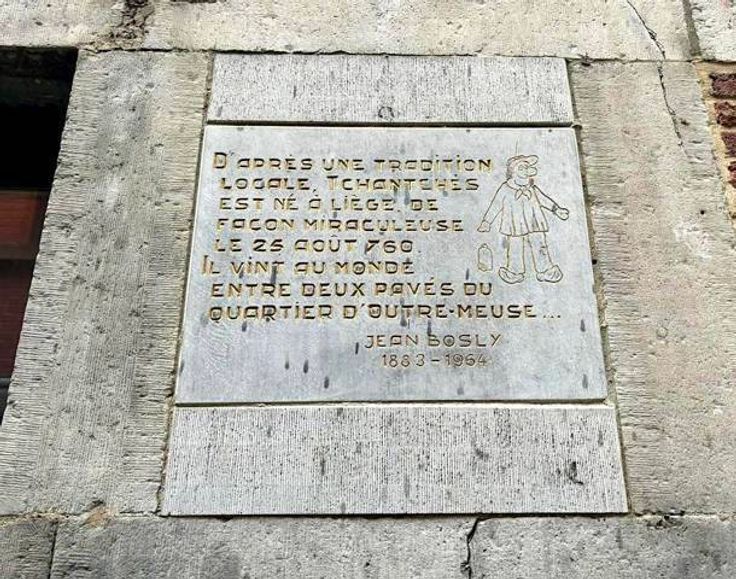 D'APRÈS UNE TRADITION
LOCALE, TCHANTCHÈS
EST NÉ À LIÈGE, DE
FAÇON MIRACULEUSE
LE 25 AOÛT 760.
IL VINT AU MONDE
ENTRE DEUX PAVÉS DU
QUARTIER D'OUTRE-MEUSE...
JEAN BOSLY
1883-1964